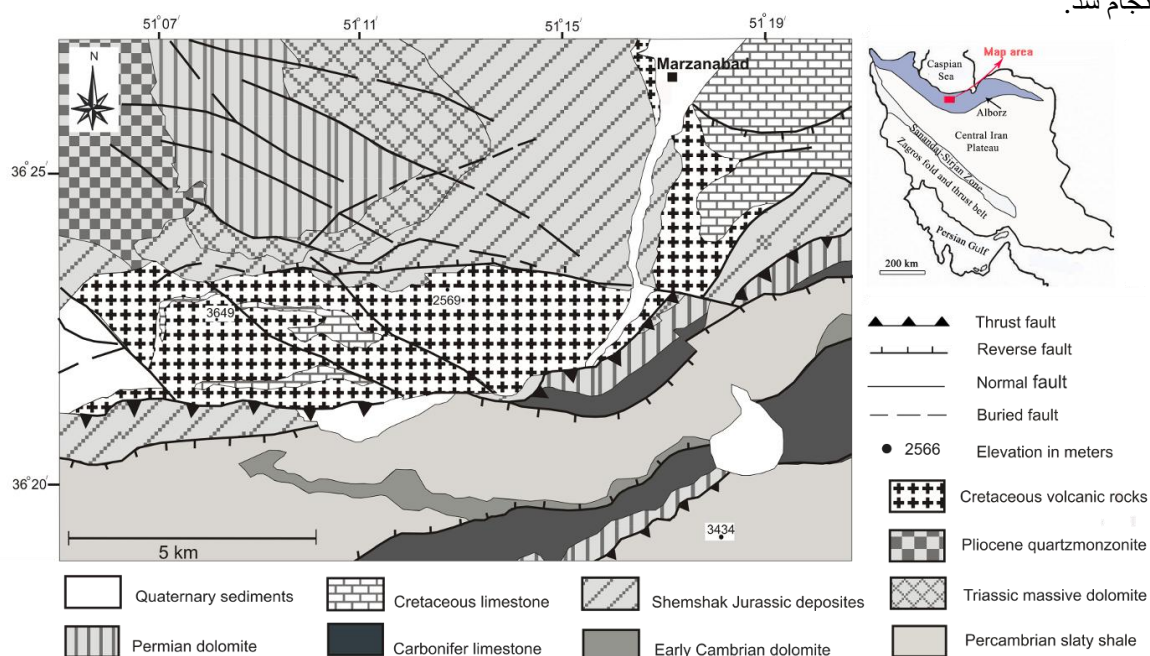 نجام شد.
51°07′ 51°11′ 51°15′ 51°19′
N
Marzanabad
36°25′
36°20′
2569
3649
3434
5 km
Map area
Caspian
Sea
Alborz
Central Iran
Plateau
Sanandaj-Sirjan Zone
Zagros fold and thrust belt
Persian Gulf
200 km
Thrust fault
Reverse fault
Normal fault
Buried fault
2566 Elevation in meters
Cretaceous volcanic rocks
Pliocene quartzmonzonite
Quaternary sediments Cretaceous limestone Shemshak Jurassic deposites Triassic massive dolomite
Permian dolomite Carbonifer limestone Early Cambrian dolomite Percambrian slaty shale